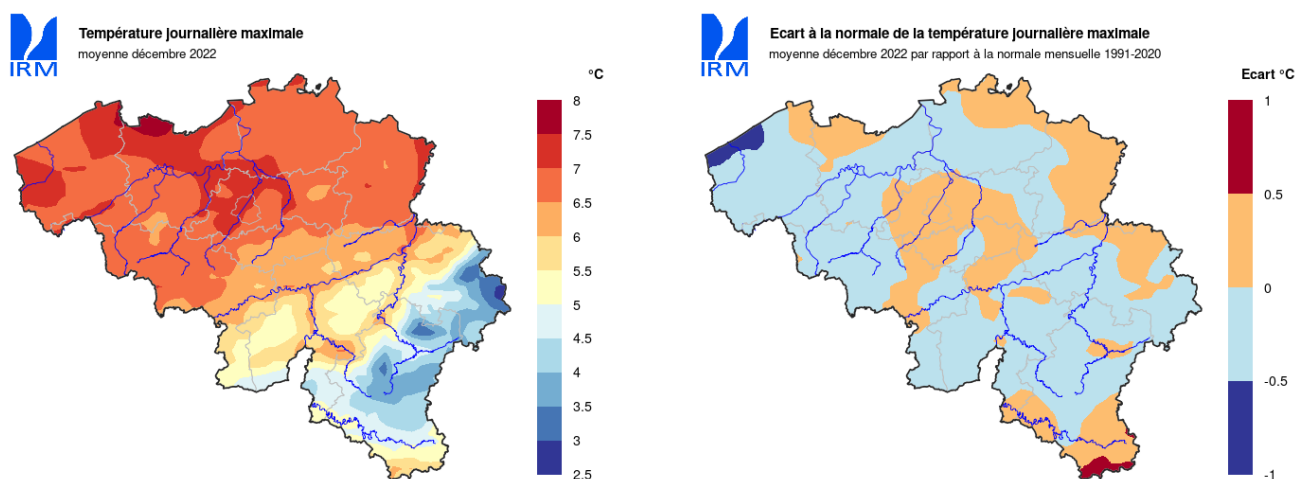 IRM
Température journalière maximale
moyenne décembre 2022
°C
8
7.5
7
6.5
6
5.5
5
4.5
4
3.5
3
2.5
IRM
Ecart à la normale de la température journalière maximale
moyenne décembre 2022 par rapport à la normale mensuelle 1991-2020
Ecart °C
1
0.5
0
-0.5
-1